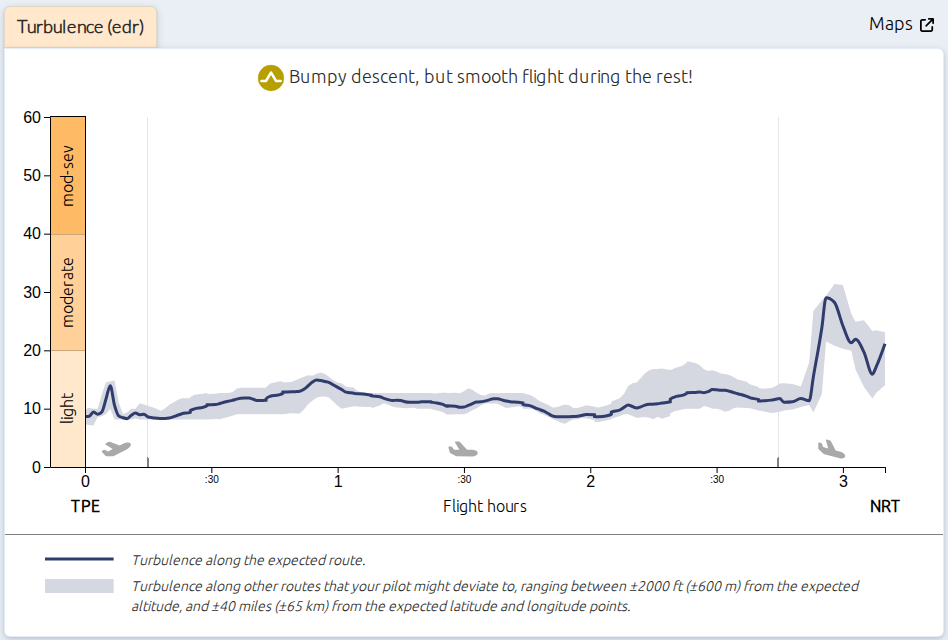 Turbulence (edr)
Maps
Bumpy descent, but smooth flight during the rest!
60
50
40
30
20
10
0
mod-sev
moderate
light
0
:30
1
:30
2
:30
3
TPE
Flight hours
NRT
Turbulence along the expected route.
Turbulence along other routes that your pilot might deviate to, ranging between ±2000 ft (±600 m) from the expected
altitude, and ±40 miles (±65 km) from the expected latitude and longitude points.